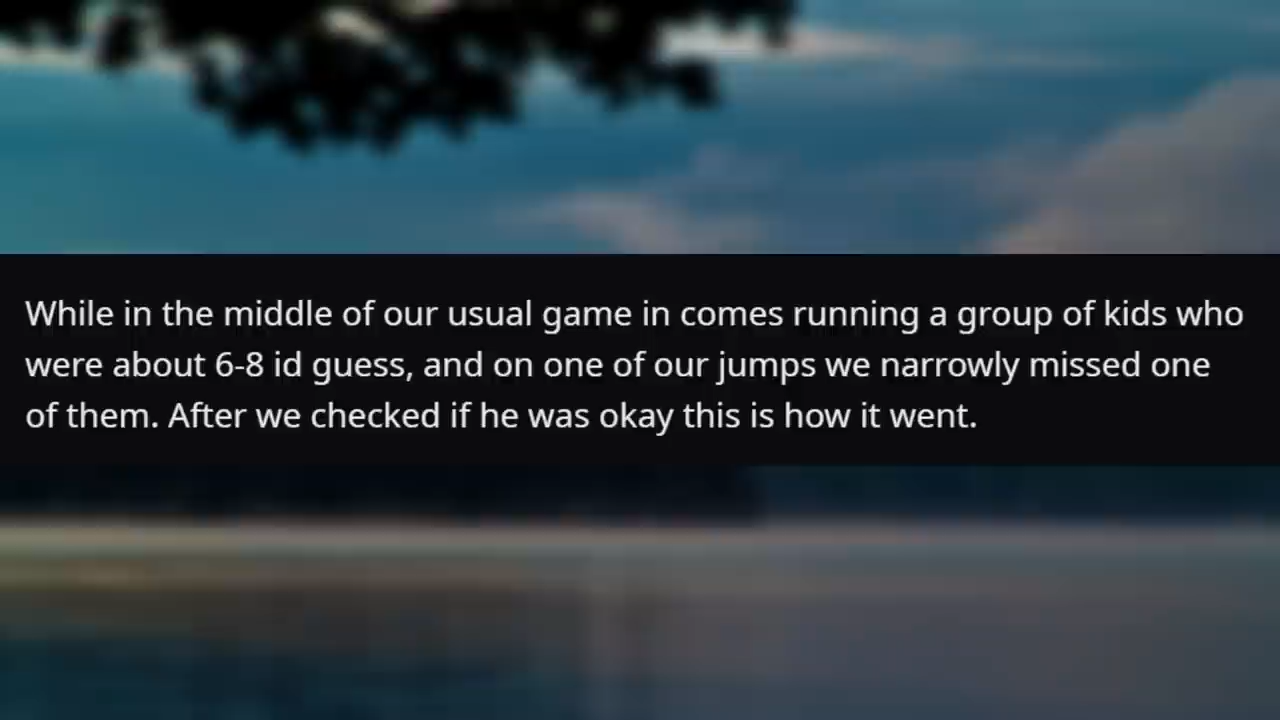 While in the middle of our usual game in comes running a group of kids who
were about 6-8 id guess, and on one of our jumps we narrowly missed one
of them. After we checked if he was okay this is how it went.